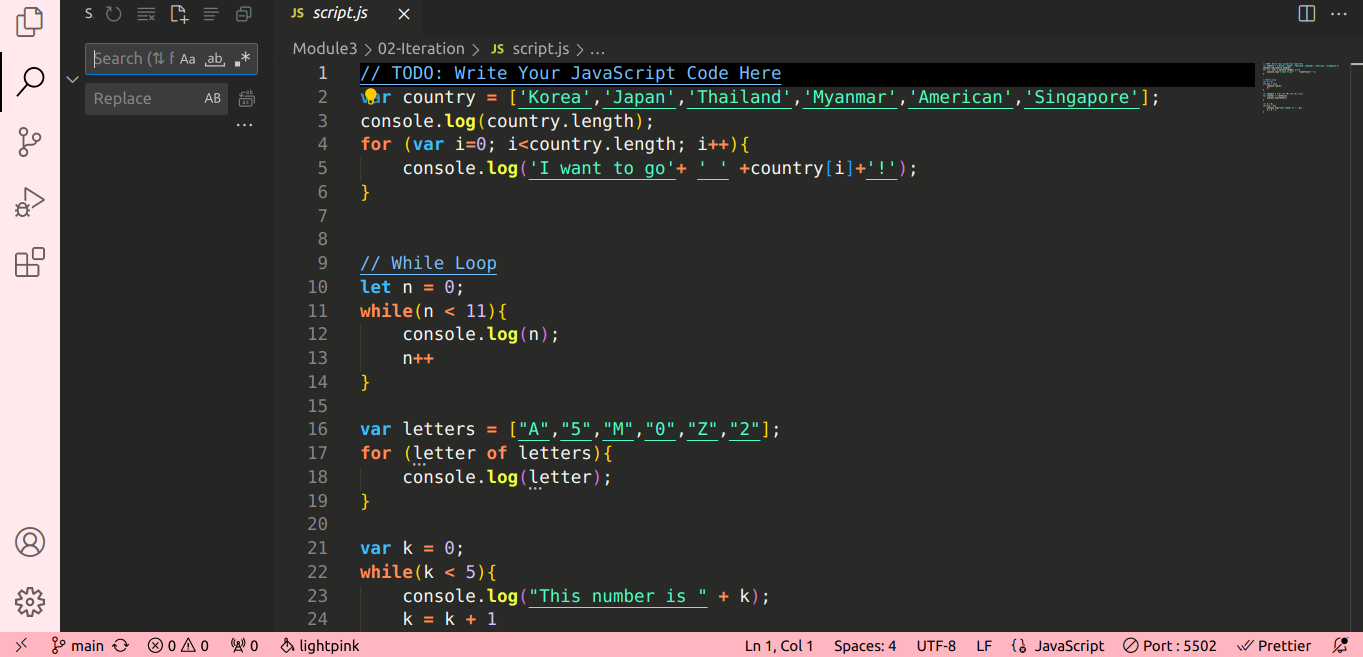 S
JS script.js
Search (⇅ f Aa ab .*
Replace AB
Module3 > 02-Iteration > JS script.js > ...
1 // TODO: Write Your JavaScript Code Here
2 var country = ['Korea','Japan','Thailand','Myanmar','American','Singapore'];
3 console.log(country.length);
4 for (var i=0; i<country.length; i++){
5 console.log('I want to go'+ ' ' +country[i]+'!');
6 }
7
8
9 // While Loop
10 let n = 0;
11 while(n < 11){
12 console.log(n);
13 n++
14 }
15
16 var letters = ["A","5","M","0","Z","2"];
17 for (letter of letters){
18 console.log(letter);
19 }
20
21 var k = 0;
22 while(k < 5){
23 console.log("This number is " + k);
24 k = k + 1
main 0 0 0 lightpink Ln 1, Col 1 Spaces: 4 UTF-8 LF {} JavaScript Port : 5502 Prettier